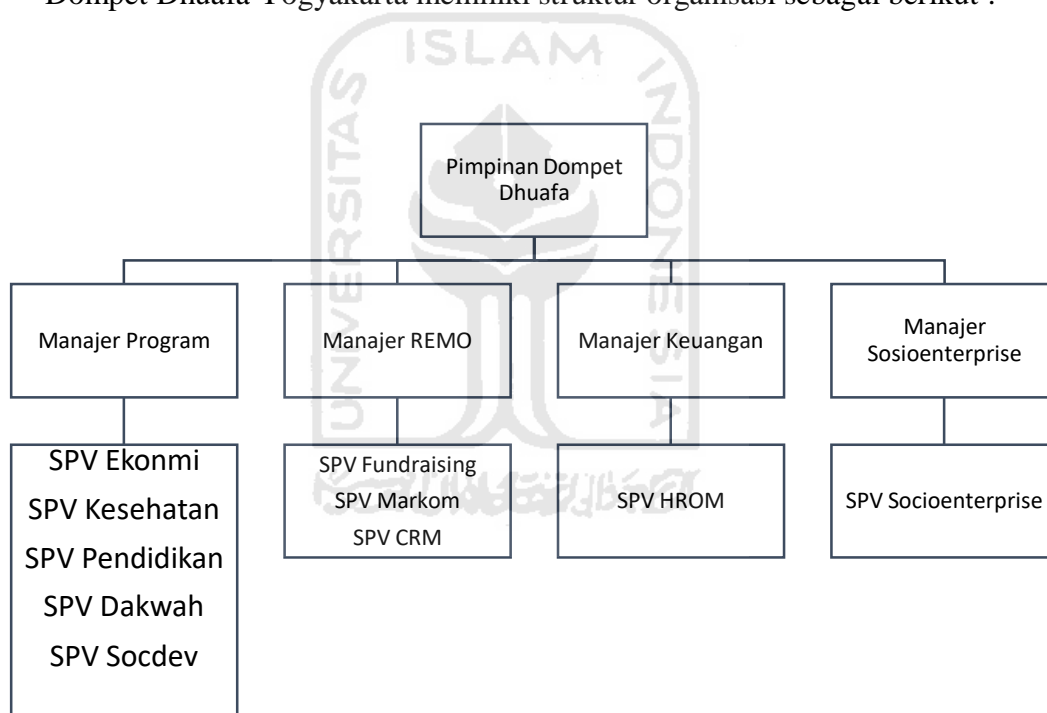 Dompet Dhuafa Yogyakarta memiliki struktur organisasi sebagai berikut :
ISLAM
UNIVERSITAS
INDONESIA
Pimpinan Dompet
Dhuafa
Manajer Program
Manajer REMO
Manajer Keuangan
Manajer
Sosioenterprise
SPV Ekonmi
SPV Kesehatan
SPV Pendidikan
SPV Dakwah
SPV Socdev
SPV Fundraising
SPV Markom
SPV CRM
SPV HROM
SPV Socioenterprise